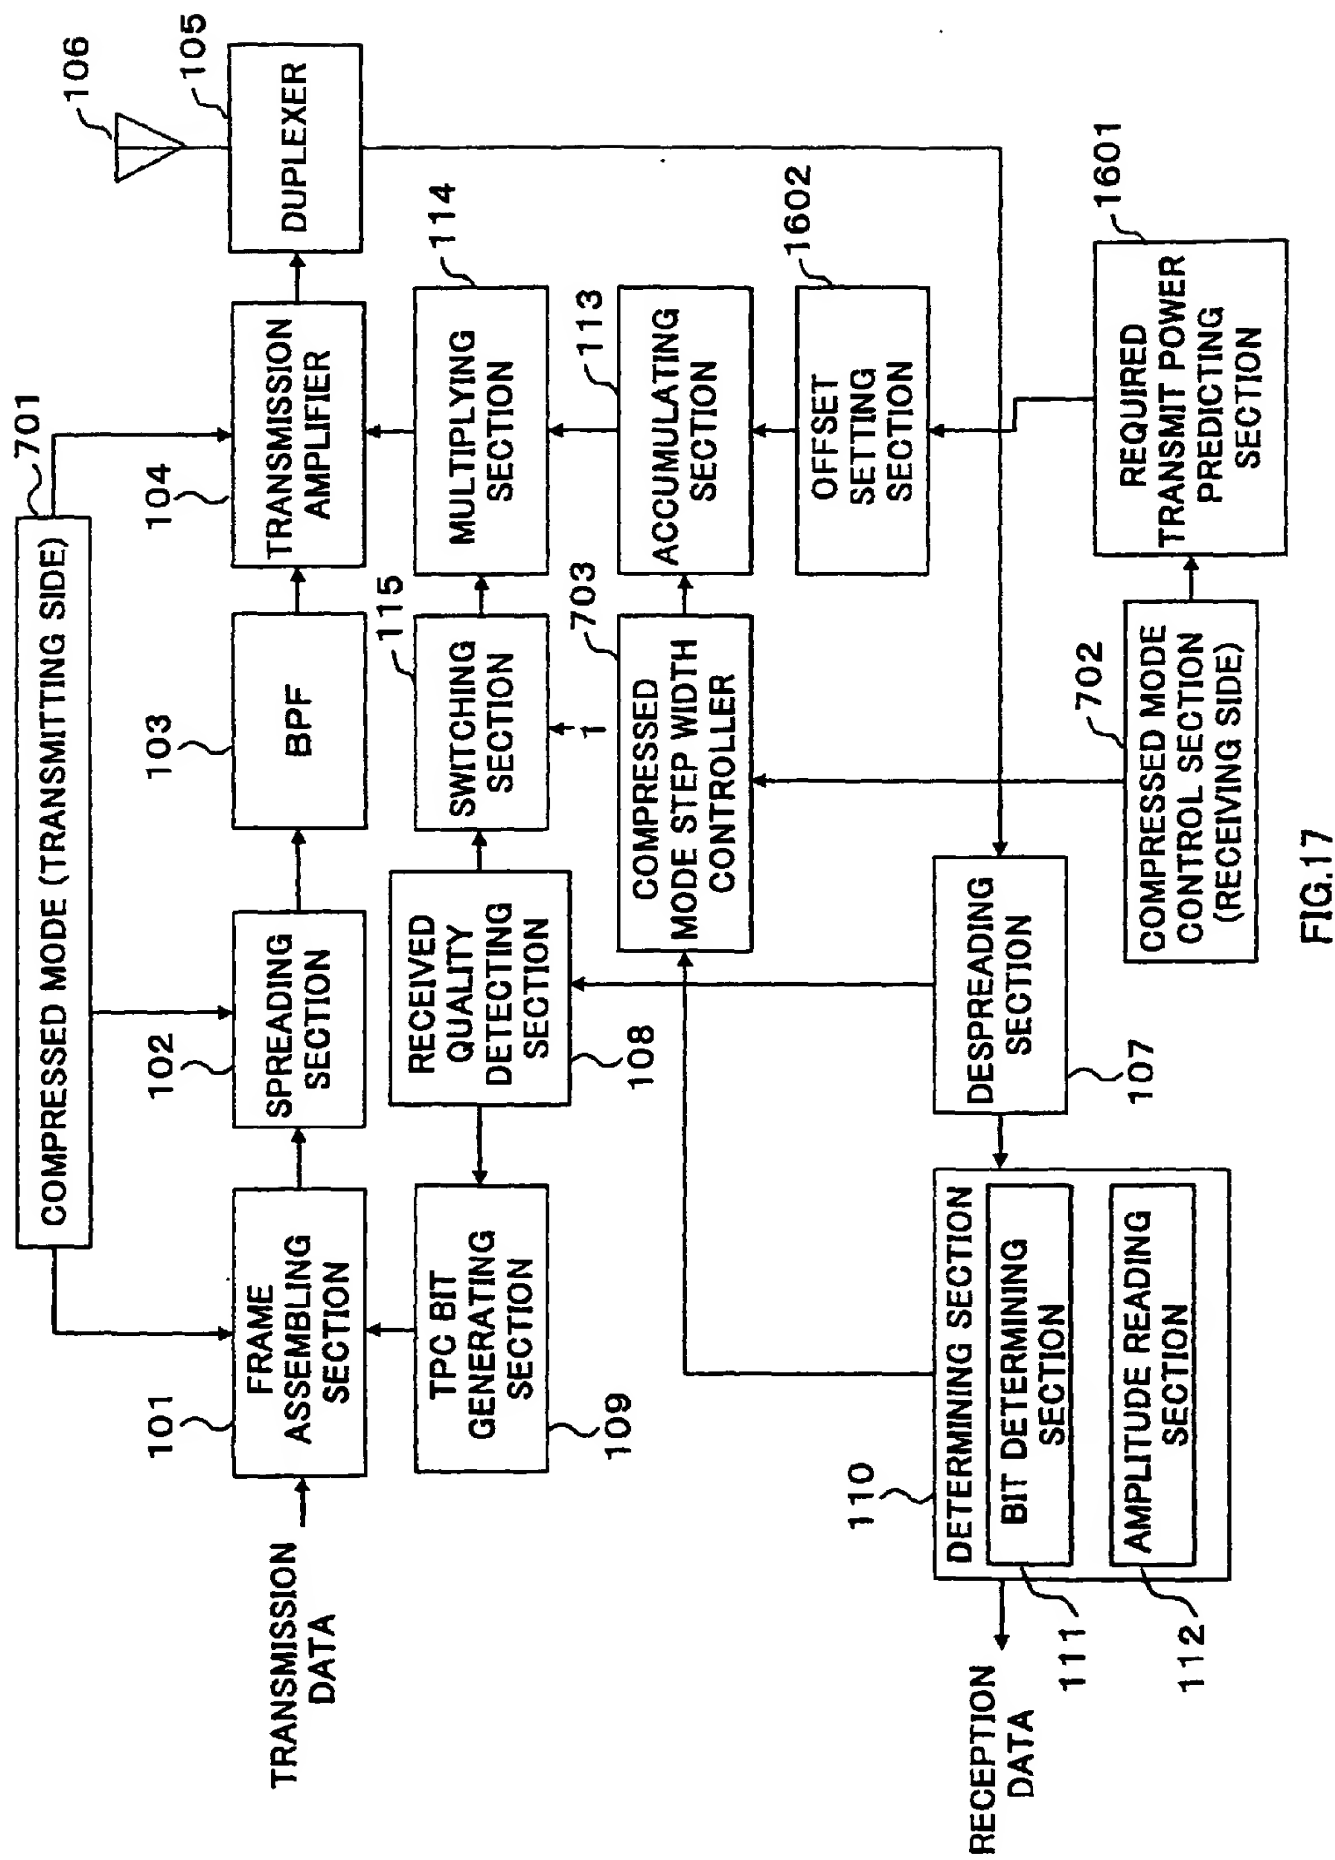 COMPRESSED MODE (TRANSMITTING SIDE)
701
106
105
DUPLEXER
TRANSMISSION
DATA
101
FRAME
ASSEMBLING
SECTION
102
SPREADING
SECTION
103
BPF
104
TRANSMISSION
AMPLIFIER
109
TPC BIT
GENERATING
SECTION
108
RECEIVED
QUALITY
DETECTING
SECTION
115
SWITCHING
SECTION
1
114
MULTIPLYING
SECTION
703
COMPRESSED
MODE STEP WIDTH
CONTROLLER
113
ACCUMULATING
SECTION
1602
OFFSET
SETTING
SECTION
RECEPTION
DATA
110
DETERMINING SECTION
111
BIT DETERMINING
SECTION
112
AMPLITUDE READING
SECTION
107
DESPREADING
SECTION
702
COMPRESSED MODE
CONTROL SECTION
(RECEIVING SIDE)
1601
REQUIRED
TRANSMIT POWER
PREDICTING
SECTION
FIG.17